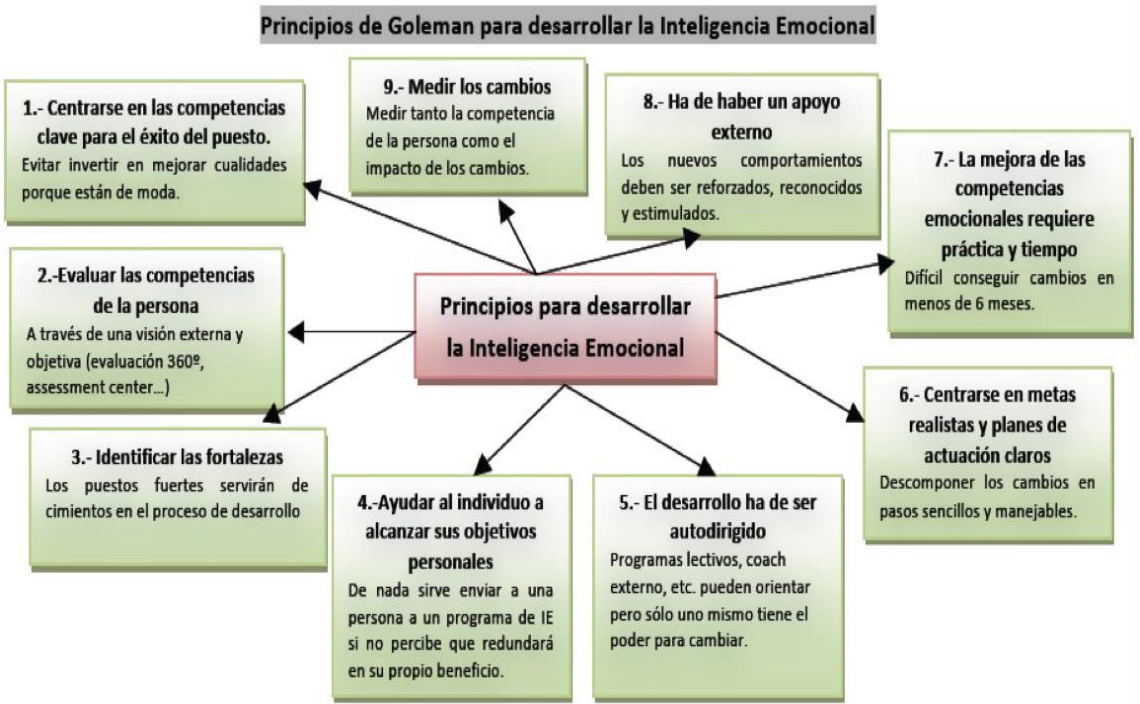 Principios de Goleman para desarrollar la Inteligencia Emocional
1.- Centrarse en las competencias
clave para el éxito del puesto.
Evitar invertir en mejorar cualidades
porque están de moda.
2.-Evaluar las competencias
de la persona
A través de una visión externa y
objetiva (evaluación 360º,
assessment center...)
3.- Identificar las fortalezas
Los puestos fuertes servirán de
cimientos en el proceso de desarrollo
4.-Ayudar al individuo a
alcanzar sus objetivos
personales
De nada sirve enviar a una
persona a un programa de IE
si no percibe que redundará
en su propio beneficio.
5.- El desarrollo ha de ser
autodirigido
Programas lectivos, coach
externo, etc. pueden orientar
pero sólo uno mismo tiene el
poder para cambiar.
6.- Centrarse en metas
realistas y planes de
actuación claros
Descomponer los cambios en
pasos sencillos y manejables.
7.- La mejora de las
competencias
emocionales requiere
práctica y tiempo
Difícil conseguir cambios en
menos de 6 meses.
8.- Ha de haber un apoyo
externo
Los nuevos comportamientos
deben ser reforzados, reconocidos
y estimulados.
9.- Medir los cambios
Medir tanto la competencia
de la persona como el
impacto de los cambios.
Principios para desarrollar
la Inteligencia Emocional